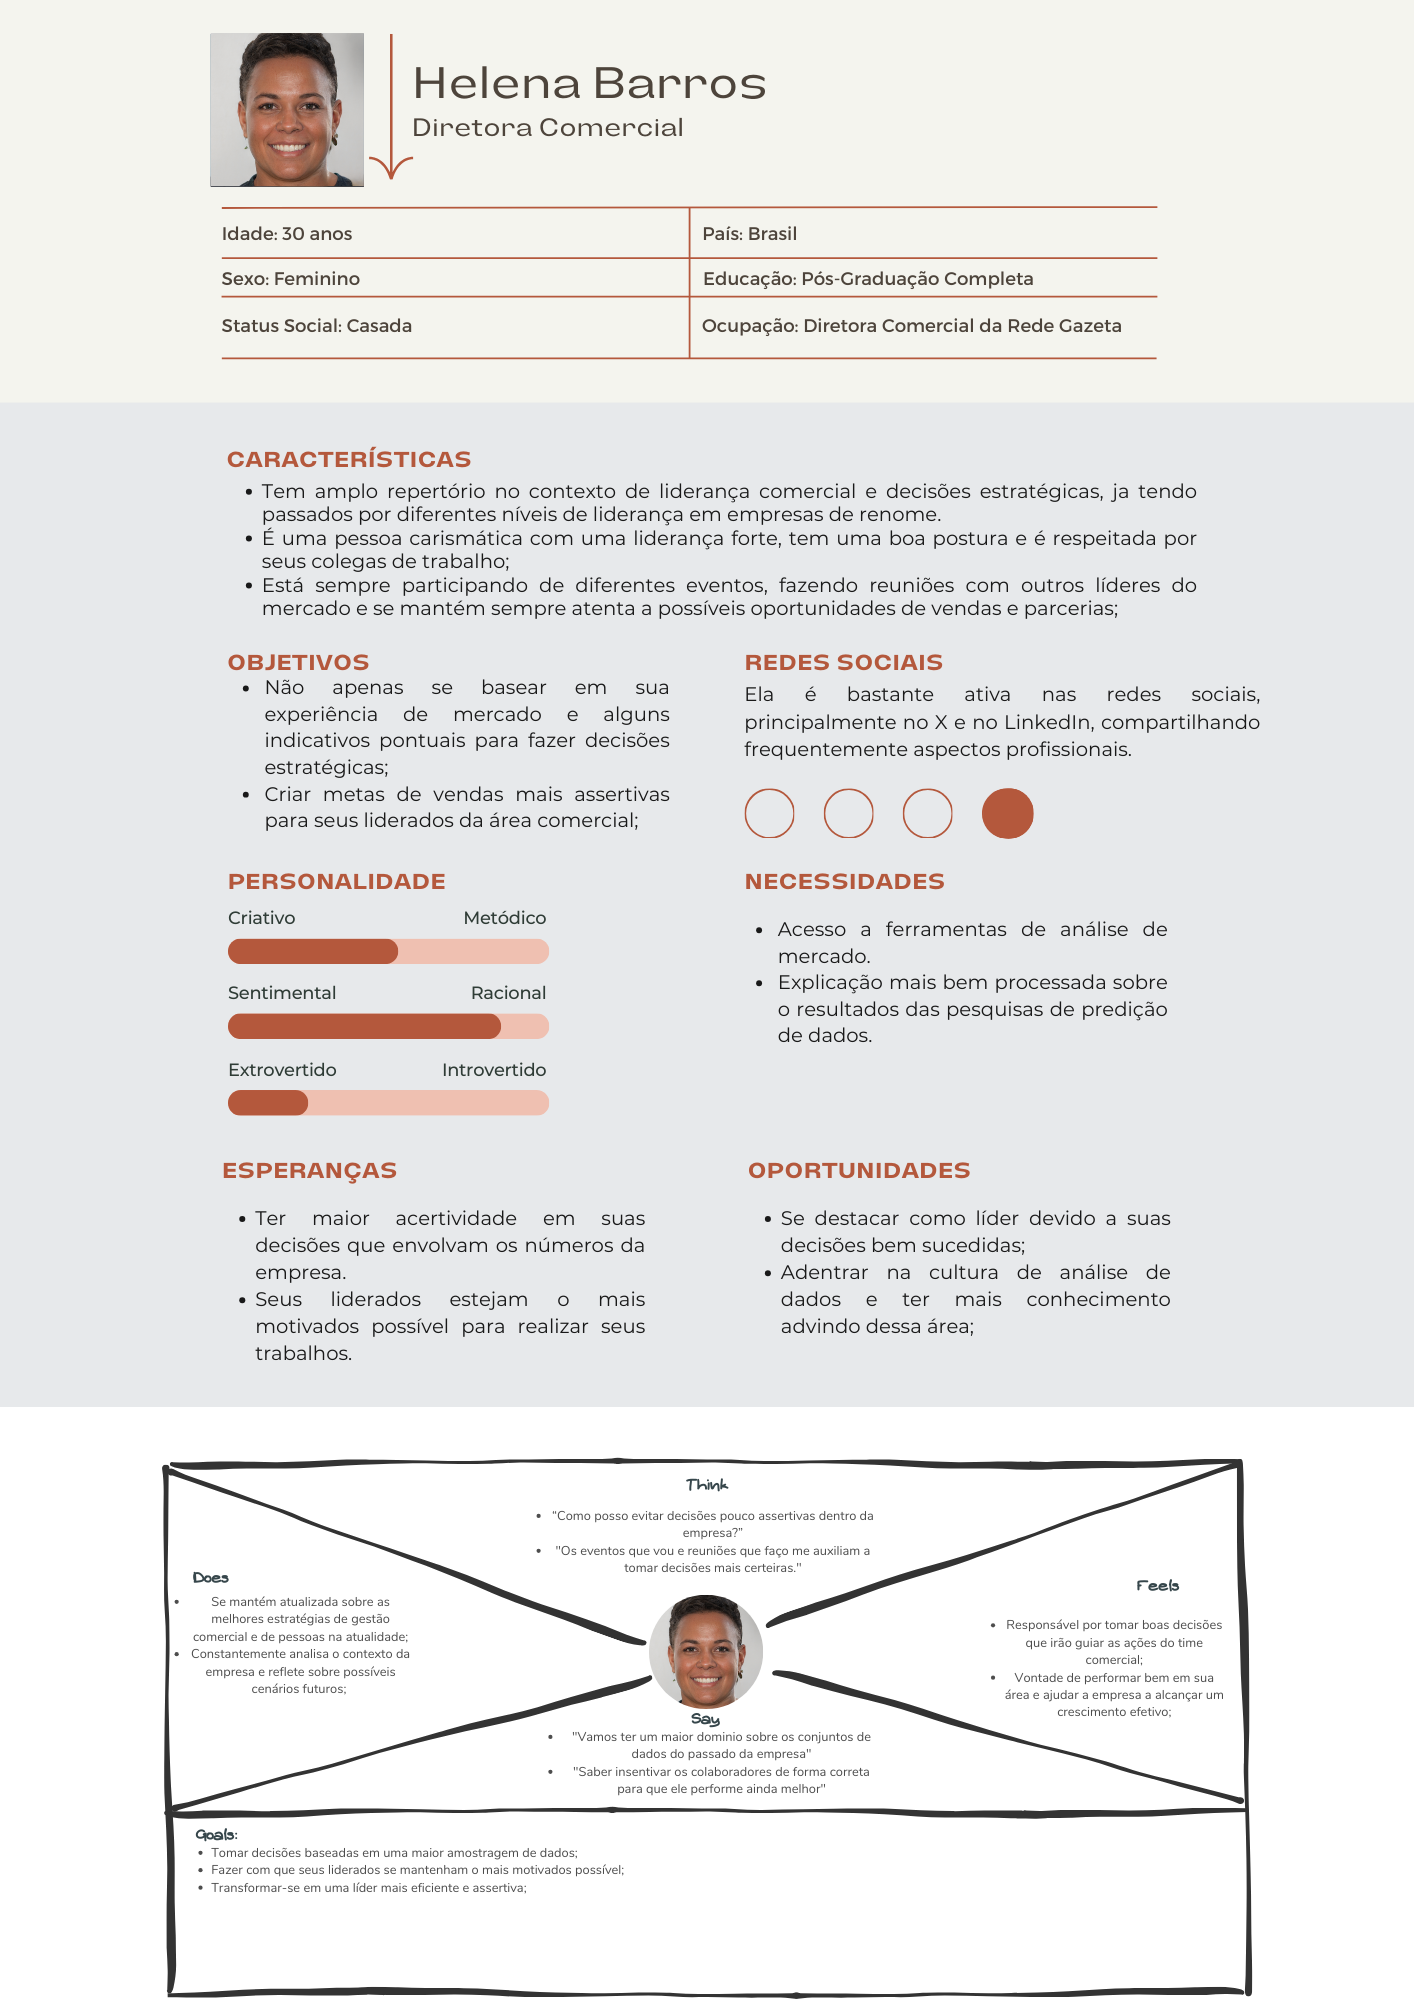 Helena Barros
Diretora Comercial
Idade: 30 anos
País: Brasil
Sexo: Feminino
Educação: Pós-Graduação Completa
Status Social: Casada
Ocupação: Diretora Comercial da Rede Gazeta
CARACTERÍSTICAS
• Tem amplo repertório no contexto de liderança comercial e decisões estratégicas, ja tendo
passados por diferentes níveis de liderança em empresas de renome.
• É uma pessoa carismática com uma liderança forte, tem uma boa postura e é respeitada por
seus colegas de trabalho;
• Está sempre participando de diferentes eventos, fazendo reuniões com outros líderes do
mercado e se mantém sempre atenta a possíveis oportunidades de vendas e parcerias;
OBJETIVOS
• Não apenas se basear em sua
experiência de mercado e alguns
indicativos pontuais para fazer decisões
estratégicas;
• Criar metas de vendas mais assertivas
para seus liderados da área comercial;
REDES SOCIAIS
Ela é bastante ativa nas redes sociais,
principalmente no X e no LinkedIn, compartilhando
frequentemente aspectos profissionais.
PERSONALIDADE
Criativo Metódico
Sentimental Racional
Extrovertido Introvertido
NECESSIDADES
• Acesso a ferramentas de análise de
mercado.
• Explicação mais bem processada sobre
o resultados das pesquisas de predição
de dados.
ESPERANÇAS
• Ter maior acertividade em suas
decisões que envolvam os números da
empresa.
• Seus liderados estejam o mais
motivados possível para realizar seus
trabalhos.
OPORTUNIDADES
• Se destacar como líder devido a suas
decisões bem sucedidas;
• Adentrar na cultura de análise de
dados e ter mais conhecimento
advindo dessa área;
Think
• “Como posso evitar decisões pouco assertivas dentro da
empresa?”
• "Os eventos que vou e reuniões que faço me auxiliam a
tomar decisões mais certeiras."
Does
• Se mantém atualizada sobre as
melhores estratégias de gestão
comercial e de pessoas na atualidade;
• Constantemente analisa o contexto da
empresa e reflete sobre possíveis
cenários futuros;
Feels
• Responsável por tomar boas decisões
que irão guiar as ações do time
comercial;
• Vontade de performar bem em sua
área e ajudar a empresa a alcançar um
crescimento efetivo;
Say
• "Vamos ter um maior dominio sobre os conjuntos de
dados do passado da empresa"
• "Saber insentivar os colaboradores de forma correta
para que ele performe ainda melhor"
Goals:
• Tomar decisões baseadas em uma maior amostragem de dados;
• Fazer com que seus liderados se mantenham o mais motivados possível;
• Transformar-se em uma líder mais eficiente e assertiva;